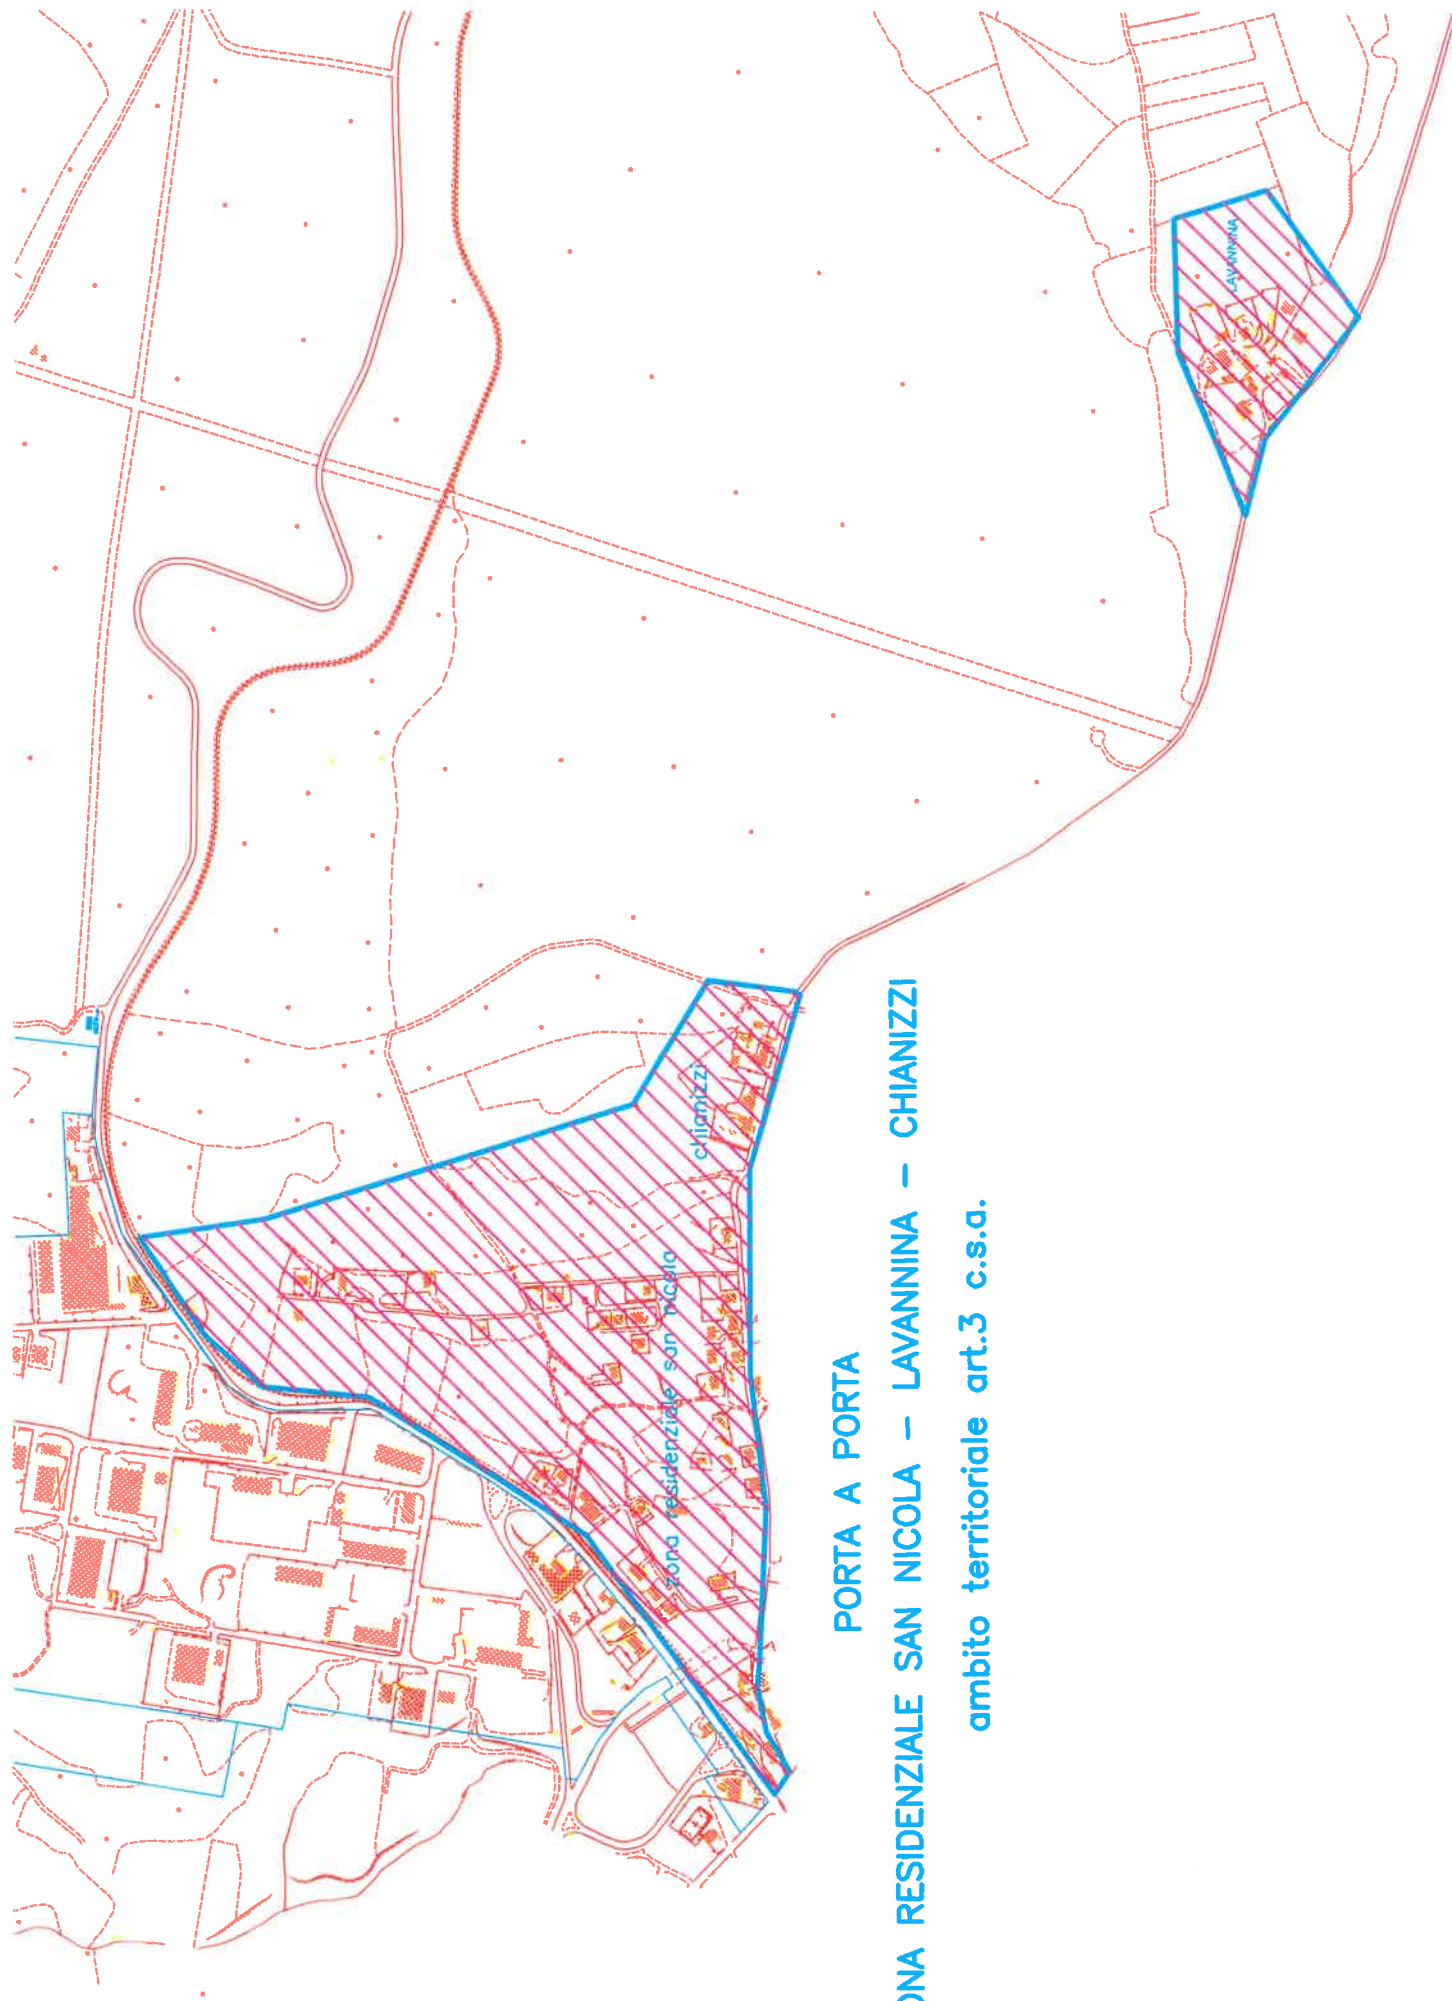 LAVANNINA
chianizzi
zona residenziale san nicola
PORTA A PORTA
ONA RESIDENZIALE SAN NICOLA – LAVANNINA – CHIANIZZI
ambito territoriale art.3 c.s.a.